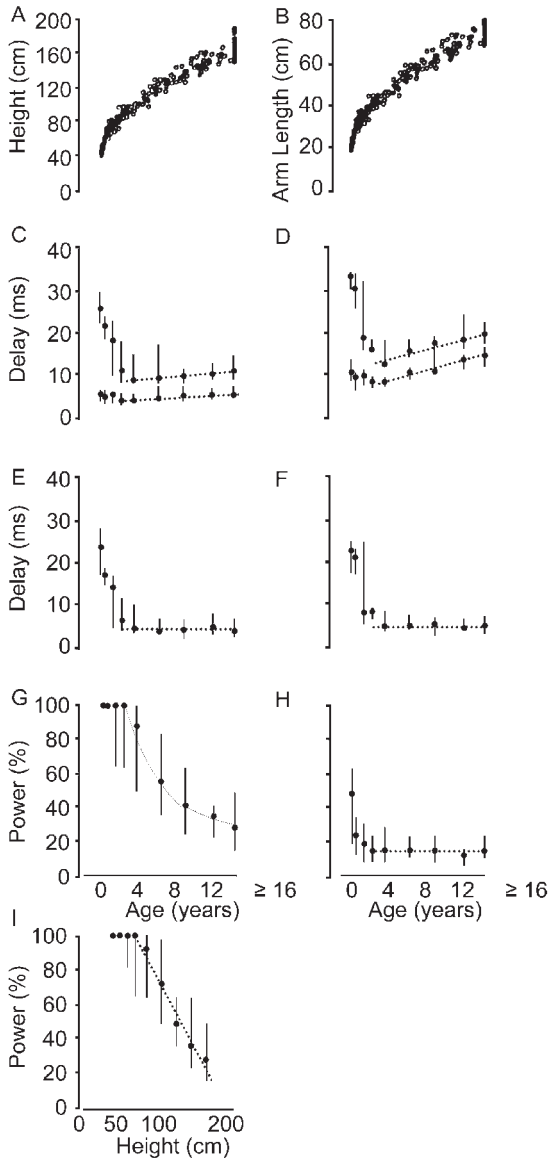 A
B
200
160
120
80
40
0
Height (cm)
80
60
40
20
0
Arm Length (cm)
C
D
40
30
20
10
0
Delay (ms)
E
F
40
30
20
10
0
Delay (ms)
G
H
100
80
60
40
20
0
Power (%)
0 4 8 12 ≥ 16
Age (years)
0 4 8 12 ≥ 16
Age (years)
I
100
80
60
40
20
0
Power (%)
0 50 100 200
Height (cm)